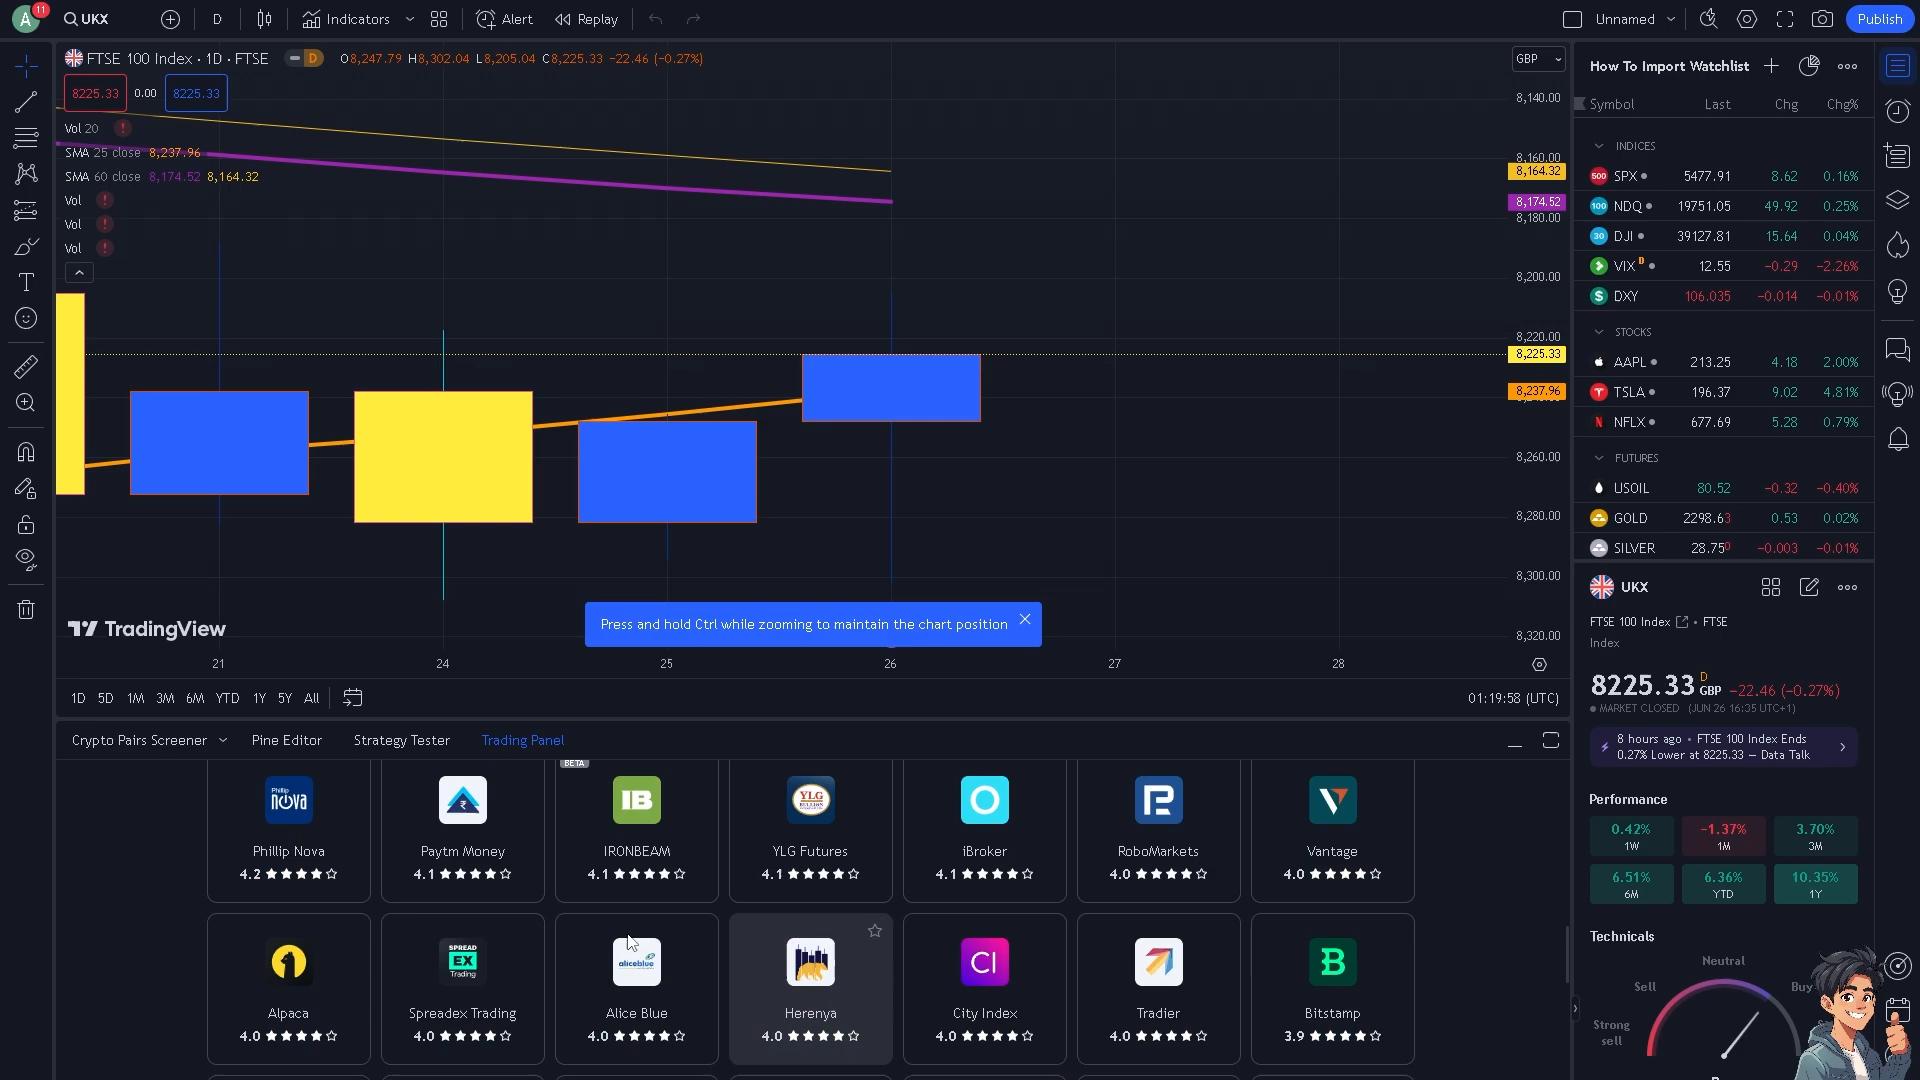 A 11 UKX D Indicators Alert Replay Unnamed Publish
FTSE 100 Index · 1D · FTSE D O8,247.79 H8,302.04 L8,205.04 C8,225.33 −22.46 (−0.27%)
GBP
8225.33 0.00 8225.33
Vol 20 !
SMA 25 close 8,237.96
SMA 60 close 8,174.52 8,164.32
Vol !
Vol !
Vol !
8,140.00
8,160.00
8,164.32
8,174.52
8,180.00
8,200.00
8,220.00
8,225.33
8,237.96
8,260.00
8,280.00
8,300.00
8,320.00
TradingView
Press and hold Ctrl while zooming to maintain the chart position
21 24 25 26 27 28
1D 5D 1M 3M 6M YTD 1Y 5Y All
01:19:58 (UTC)
Crypto Pairs Screener Pine Editor Strategy Tester Trading Panel
BETA
Phillip nova IB YLG BULLION
Phillip Nova Paytm Money IRONBEAM YLG Futures iBroker RoboMarkets Vantage
4.2 4.1 4.1 4.1 4.1 4.0 4.0
SPREAD EX Trading aliceblue CI
Alpaca Spreadex Trading Alice Blue Herenya City Index Tradier Bitstamp
4.0 4.0 4.0 4.0 4.0 4.0 3.9
How To Import Watchlist
Symbol Last Chg Chg%
INDICES
500 SPX 5477.91 8.62 0.16%
100 NDQ 19751.05 49.92 0.25%
30 DJI 39127.81 15.64 0.04%
VIX D 12.55 −0.29 −2.26%
$ DXY 106.035 −0.014 −0.01%
STOCKS
AAPL 213.25 4.18 2.00%
TSLA 196.37 9.02 4.81%
NFLX 677.69 5.28 0.79%
FUTURES
USOIL 80.52 −0.32 −0.40%
GOLD 2298.63 0.53 0.02%
SILVER 28.750 −0.003 −0.01%
UKX
FTSE 100 Index • FTSE
Index
8225.33 D GBP −22.46 (−0.27%)
MARKET CLOSED (JUN 26 16:35 UTC+1)
8 hours ago • FTSE 100 Index Ends
0.27% Lower at 8225.33 — Data Talk
Performance
0.42% −1.37% 3.70%
1W 1M 3M
6.51% 6.36% 10.35%
6M YTD 1Y
Technicals
Neutral
Sell Buy
Strong sell